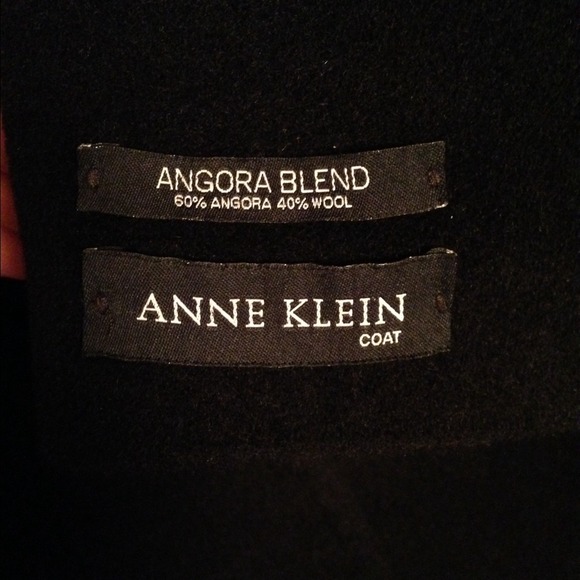 ANGORA BLEND
60% ANGORA 40% WOOL
ANNE KLEIN
COAT